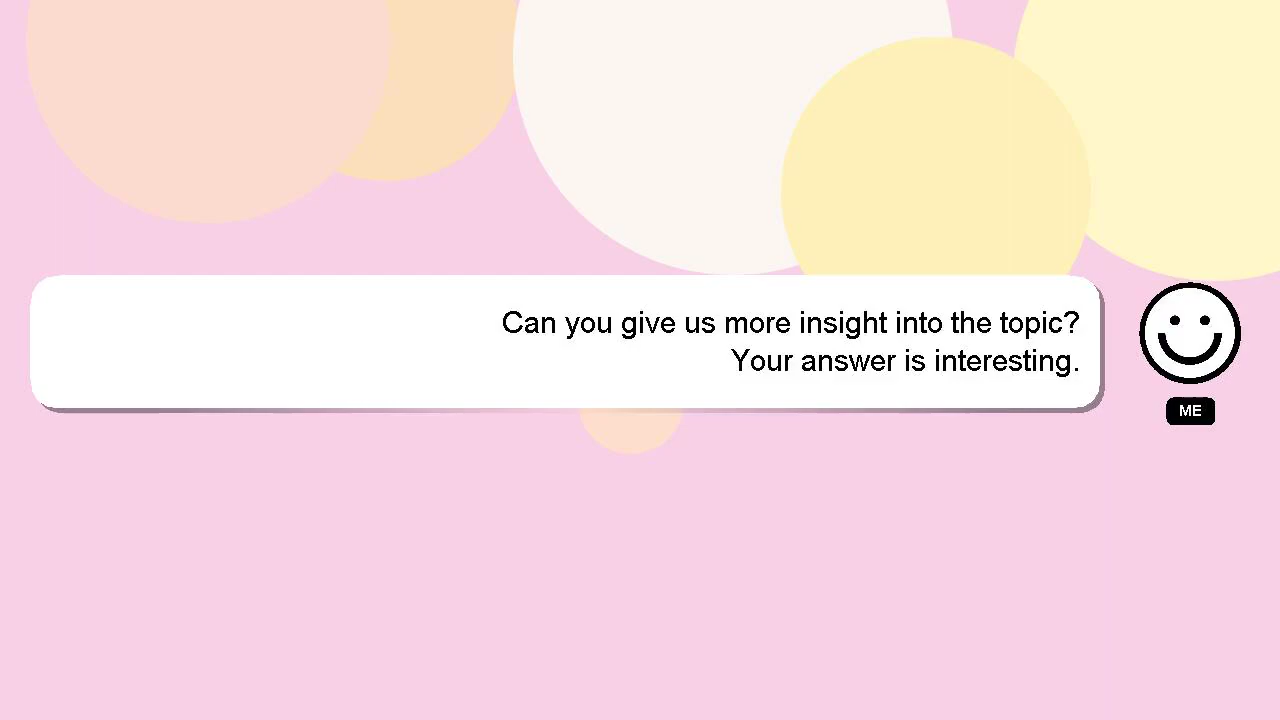 Can you give us more insight into the topic?
Your answer is interesting.
ME